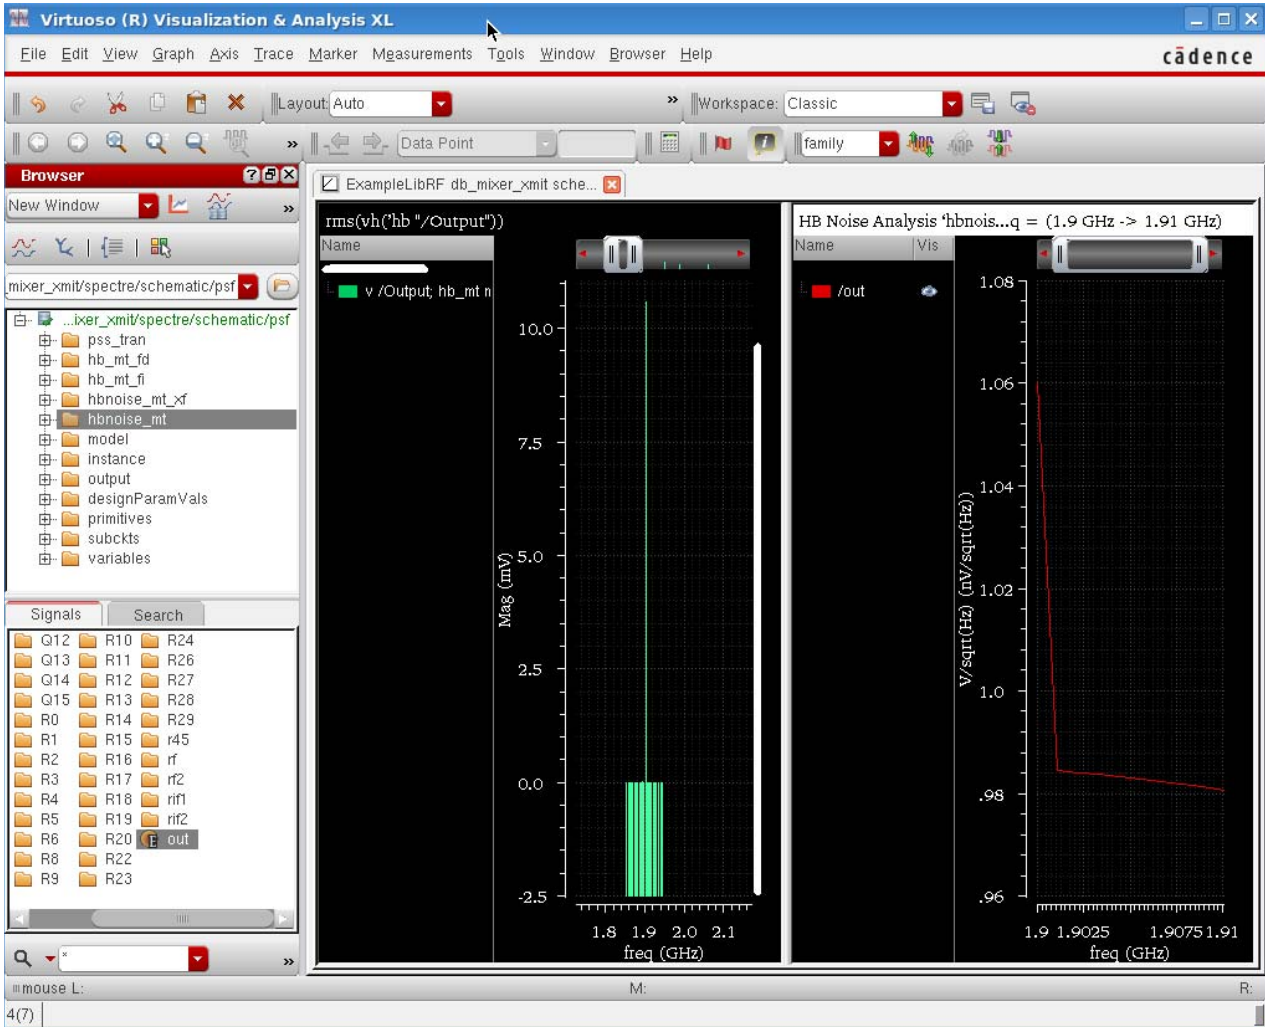 Virtuoso (R) Visualization & Analysis XL
File Edit View Graph Axis Trace Marker Measurements Tools Window Browser Help
cādence
Layout: Auto
» Workspace: Classic
» Data Point
family
Browser
New Window »
mixer_xmit/spectre/schematic/psf
...ixer_xmit/spectre/schematic/psf
pss_tran
hb_mt_fd
hb_mt_fi
hbnoise_mt_xf
hbnoise_mt
model
instance
output
designParamVals
primitives
subckts
variables
Signals Search
Q12 R10 R24
Q13 R11 R26
Q14 R12 R27
Q15 R13 R28
R0 R14 R29
R1 R15 r45
R2 R16 rf
R3 R17 rf2
R4 R18 rif1
R5 R19 rif2
R6 R20 out
R8 R22
R9 R23
* »
ExampleLibRF db_mixer_xmit sche...
rms(vh('hb "/Output"))
Name
v /Output; hb_mt n
10.0
7.5
5.0
2.5
0.0
-2.5
Mag (mV)
1.8 1.9 2.0 2.1
freq (GHz)
HB Noise Analysis 'hbnois...q = (1.9 GHz -> 1.91 GHz)
Name Vis
/out
1.08
1.06
1.04
1.02
1.0
.98
.96
V/sqrt(Hz) (nV/sqrt(Hz))
1.9 1.9025 1.9075 1.91
freq (GHz)
mouse L: M: R:
4(7)